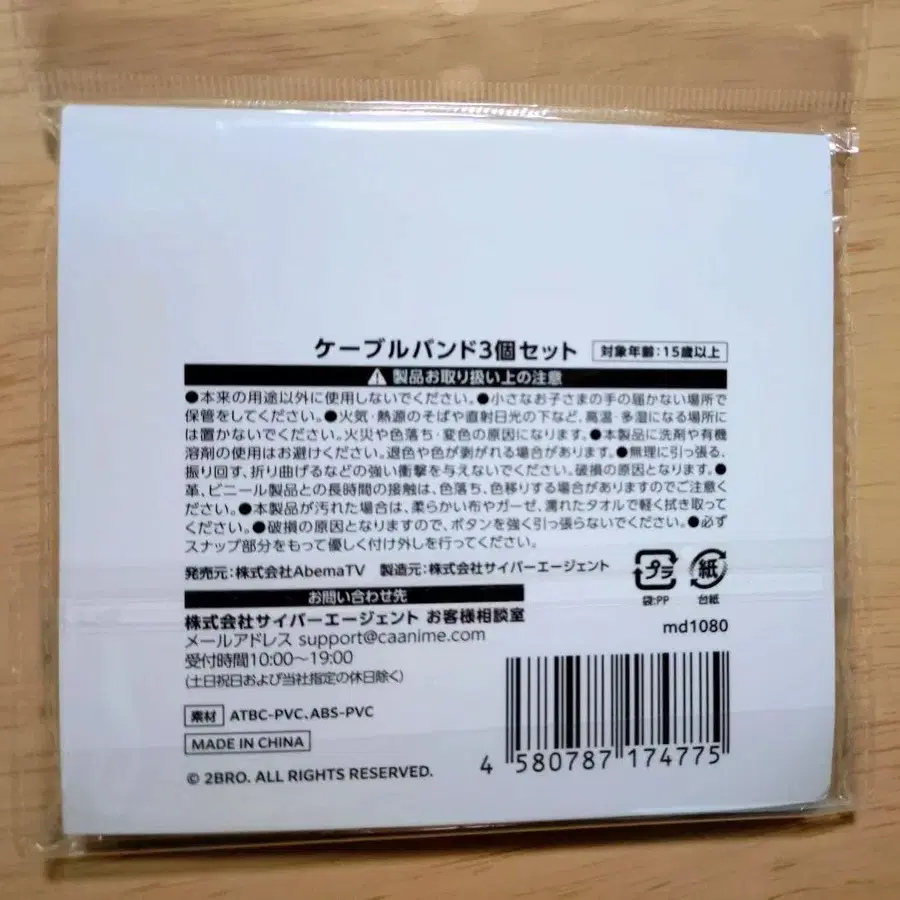 ケーブルバンド3個セット 対象年齢:15歳以上
⚠ 製品お取り扱い上の注意
●本来の用途以外に使用しないでください。●小さなお子さまの手の届かない場所で
保管をしてください。●火気・熱源のそばや直射日光の下など、高温・多湿になる場所に
は置かないでください。火災や色落ち・変色の原因になります。●本製品に洗剤や有機
溶剤の使用はお避けください。退色や色が剥がれる場合があります。●無理に引っ張る、
振り回す、折り曲げるなどの強い衝撃を与えないでください。破損の原因となります。●
革、ビニール製品との長時間の接触は、色落ち、色移りする場合がありますのでご注意く
ださい。●本製品が汚れた場合は、柔らかい布やガーゼ、濡れたタオルで軽く拭き取って
ください。●破損の原因となりますので、ボタンを強く引っ張らないでください。●必ず
スナップ部分をもって優しく付け外しを行ってください。
発売元:株式会社AbemaTV 製造元:株式会社サイバーエージェント
プラ 紙
袋:PP 台紙
お問い合わせ先
株式会社サイバーエージェント お客様相談室
メールアドレス support@caanime.com
md1080
受付時間10:00〜19:00
(土日祝日および当社指定の休日除く)
素材 ATBC-PVC、ABS-PVC
MADE IN CHINA
© 2BRO. ALL RIGHTS RESERVED.
4 580787 174775